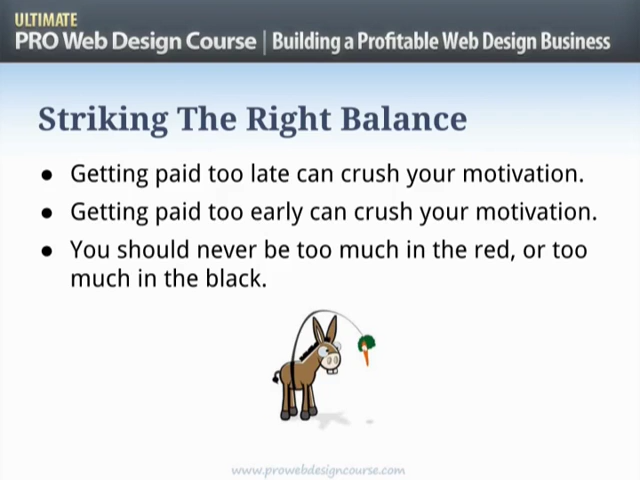 ULTIMATE
PRO Web Design Course | Building a Profitable Web Design Business
Striking The Right Balance
● Getting paid too late can crush your motivation.
● Getting paid too early can crush your motivation.
● You should never be too much in the red, or too
much in the black.
www.prowebdesigncourse.com